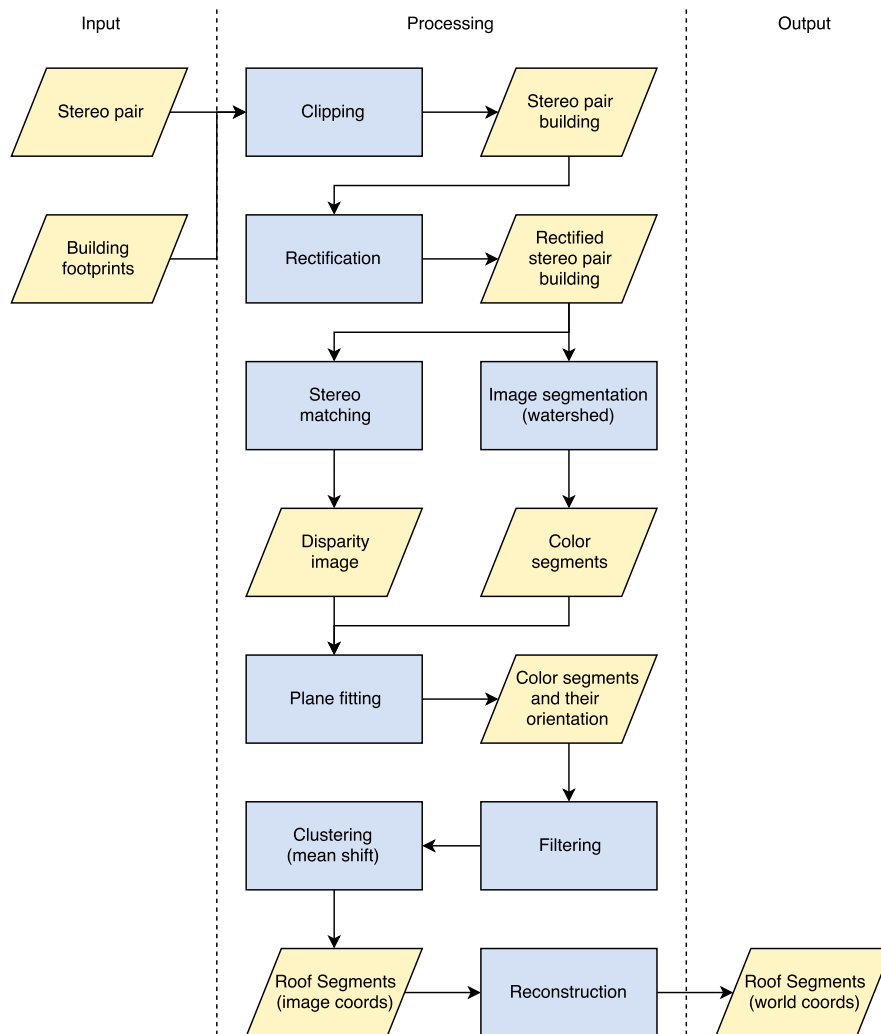 Input
Processing
Output
Stereo pair
Clipping
Stereo pair
building
Building
footprints
Rectification
Rectified
stereo pair
building
Stereo
matching
Image segmentation
(watershed)
Disparity
image
Color
segments
Plane fitting
Color segments
and their
orientation
Clustering
(mean shift)
Filtering
Roof Segments
(image coords)
Reconstruction
Roof Segments
(world coords)